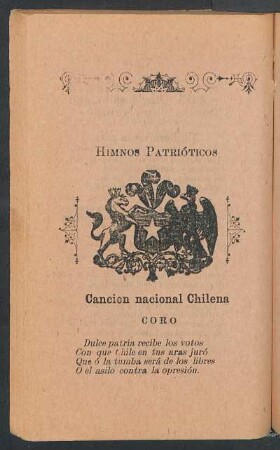 HIMNOS PATRIÓTICOS
Cancion nacional Chilena
CORO
Dulce patria recibe los votos
Con que Chile en tus aras juró
Que ó la tumba será de los libres
O el asilo contra la opresión.